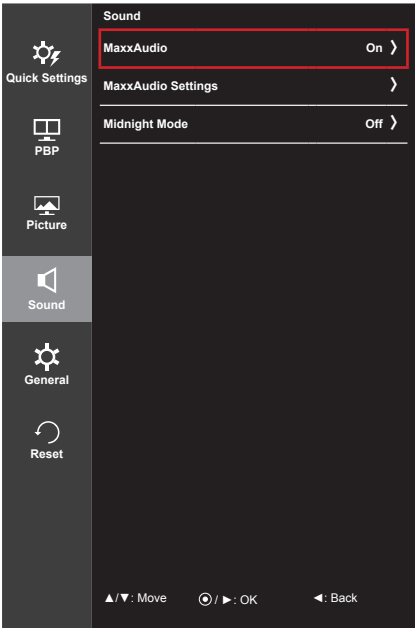 Quick Settings
PBP
Picture
Sound
General
Reset
Sound
MaxxAudio On ❭
MaxxAudio Settings ❭
Midnight Mode Off ❭
▲/▼: Move ⦿ / ►: OK ◄: Back